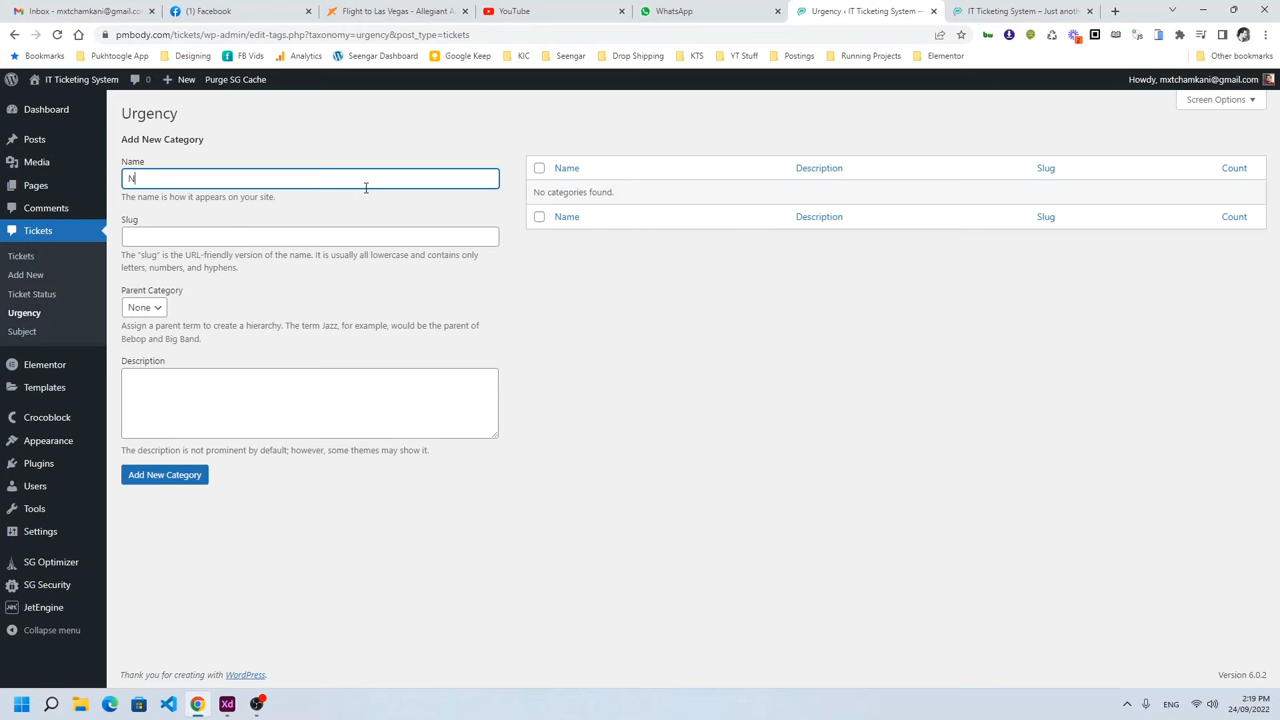 Inbox - mxtchamkani@gmail.com
Facebook
Flight to Las Vegas - Allegiant A
YouTube
WhatsApp
Urgency ‹ IT Ticketing System —
IT Ticketing System – Just anoth
pmbody.com/tickets/wp-admin/edit-tags.php?taxonomy=urgency&post_type=tickets
Bookmarks
Pukhtoogle App
Designing
FB Vids
Analytics
Seengar Dashboard
Google Keep
KIC
Seengar
Drop Shipping
KTS
YT Stuff
Postings
Running Projects
Elementor
Other bookmarks
IT Ticketing System
0
New
Purge SG Cache
Howdy, mxtchamkani@gmail.com
Dashboard
Posts
Media
Pages
Comments
Tickets
Tickets
Add New
Ticket Status
Urgency
Subject
Elementor
Templates
Crocoblock
Appearance
Plugins
Users
Tools
Settings
SG Optimizer
SG Security
JetEngine
Collapse menu
Screen Options
Urgency
Add New Category
Name
N
The name is how it appears on your site.
Slug
The “slug” is the URL-friendly version of the name. It is usually all lowercase and contains only
letters, numbers, and hyphens.
Parent Category
None
Assign a parent term to create a hierarchy. The term Jazz, for example, would be the parent of
Bebop and Big Band.
Description
The description is not prominent by default; however, some themes may show it.
Add New Category
Name Description Slug Count
No categories found.
Name Description Slug Count
Thank you for creating with WordPress.
Version 6.0.2
Xd
ENG
2:19 PM
24/09/2022